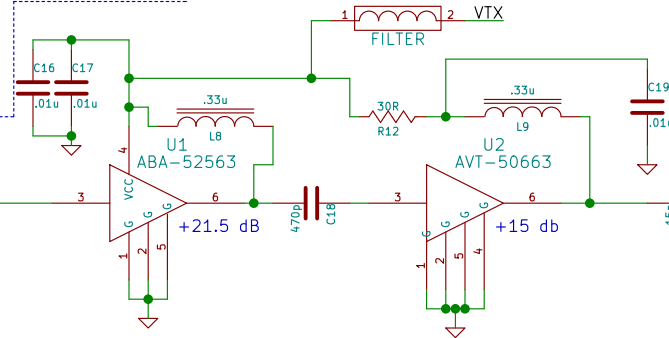 1
2
VTX
FILTER
C16
C17
.01u
.01u
.33u
L8
30R
R12
.33u
L9
C19
U1
ABA-52563
U2
AVT-50663
4
VCC
3
6
G
G
G
+21.5 dB
1
2
5
470p
C18
3
6
G
G
G
G
+15 db
1
2
5
4